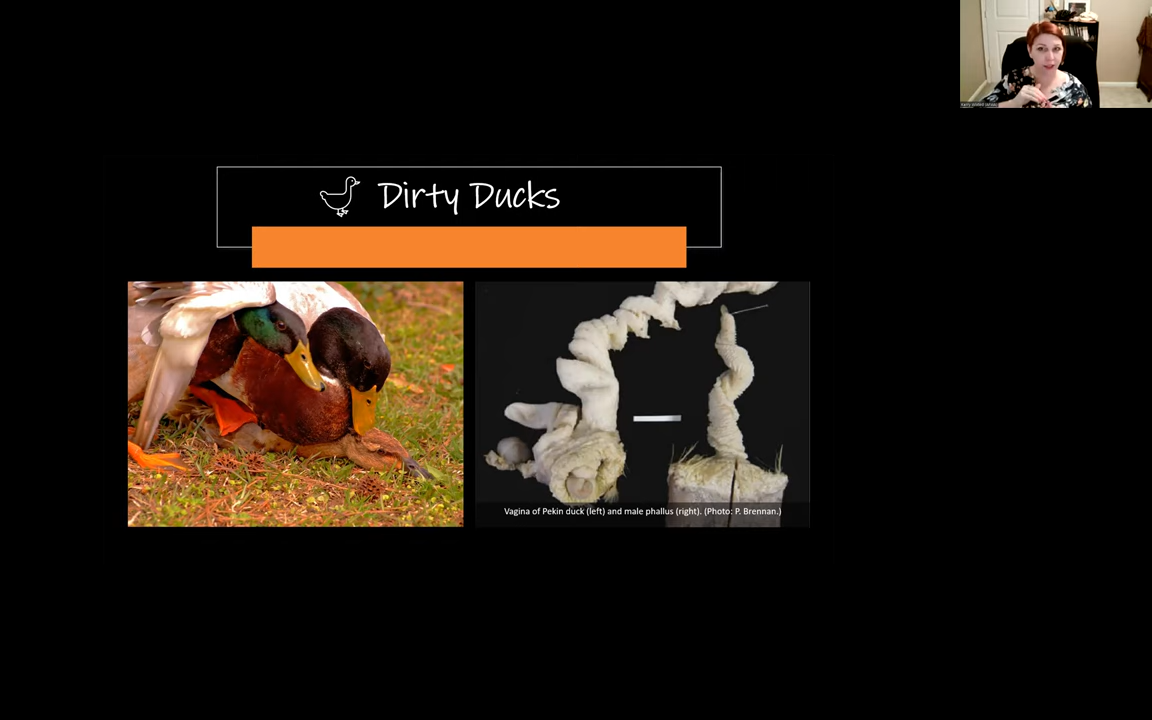 Dirty Ducks
Vagina of Pekin duck (left) and male phallus (right). (Photo: P. Brennan.)